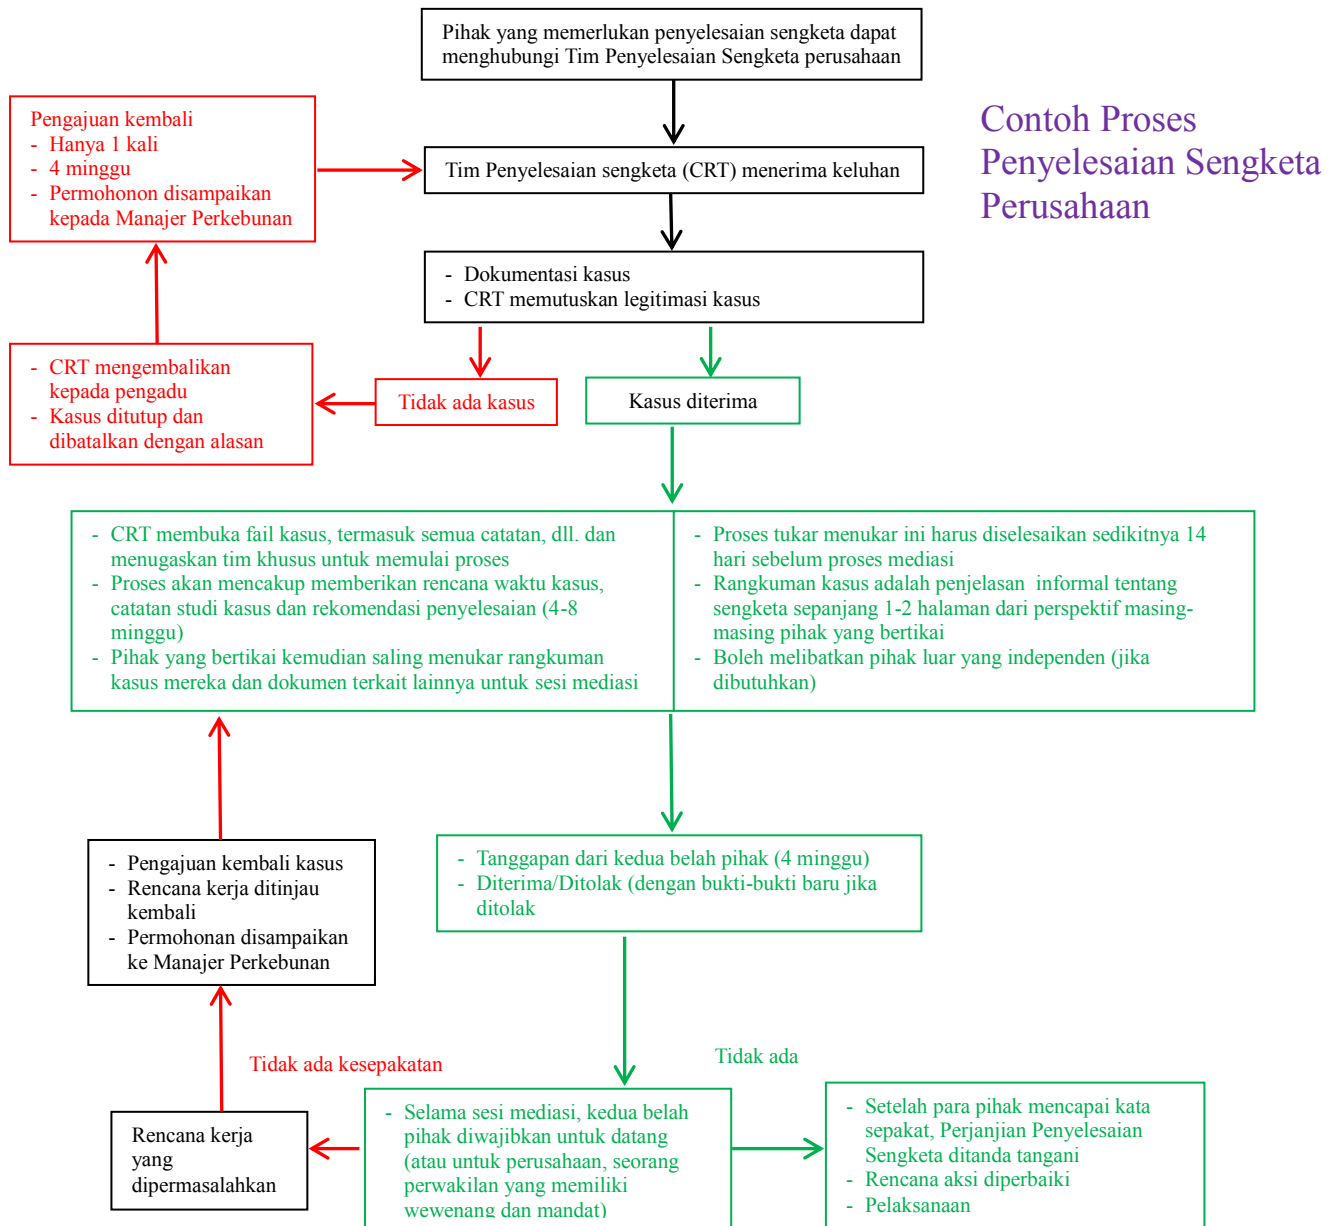 Pihak yang memerlukan penyelesaian sengketa dapat
menghubungi Tim Penyelesaian Sengketa perusahaan
Contoh Proses
Penyelesaian Sengketa
Perusahaan
Pengajuan kembali
- Hanya 1 kali
- 4 minggu
- Permohonon disampaikan
kepada Manajer Perkebunan
Tim Penyelesaian sengketa (CRT) menerima keluhan
- Dokumentasi kasus
- CRT memutuskan legitimasi kasus
- CRT mengembalikan
kepada pengadu
- Kasus ditutup dan
dibatalkan dengan alasan
Tidak ada kasus
Kasus diterima
- CRT membuka fail kasus, termasuk semua catatan, dll. dan
menugaskan tim khusus untuk memulai proses
- Proses akan mencakup memberikan rencana waktu kasus,
catatan studi kasus dan rekomendasi penyelesaian (4-8
minggu)
- Pihak yang bertikai kemudian saling menukar rangkuman
kasus mereka dan dokumen terkait lainnya untuk sesi mediasi
- Proses tukar menukar ini harus diselesaikan sedikitnya 14
hari sebelum proses mediasi
- Rangkuman kasus adalah penjelasan informal tentang
sengketa sepanjang 1-2 halaman dari perspektif masing-
masing pihak yang bertikai
- Boleh melibatkan pihak luar yang independen (jika
dibutuhkan)
- Pengajuan kembali kasus
- Rencana kerja ditinjau
kembali
- Permohonan disampaikan
ke Manajer Perkebunan
- Tanggapan dari kedua belah pihak (4 minggu)
- Diterima/Ditolak (dengan bukti-bukti baru jika
ditolak
Tidak ada kesepakatan
Tidak ada
Rencana kerja
yang
dipermasalahkan
- Selama sesi mediasi, kedua belah
pihak diwajibkan untuk datang
(atau untuk perusahaan, seorang
perwakilan yang memiliki
wewenang dan mandat)
- Setelah para pihak mencapai kata
sepakat, Perjanjian Penyelesaian
Sengketa ditanda tangani
- Rencana aksi diperbaiki
- Pelaksanaan